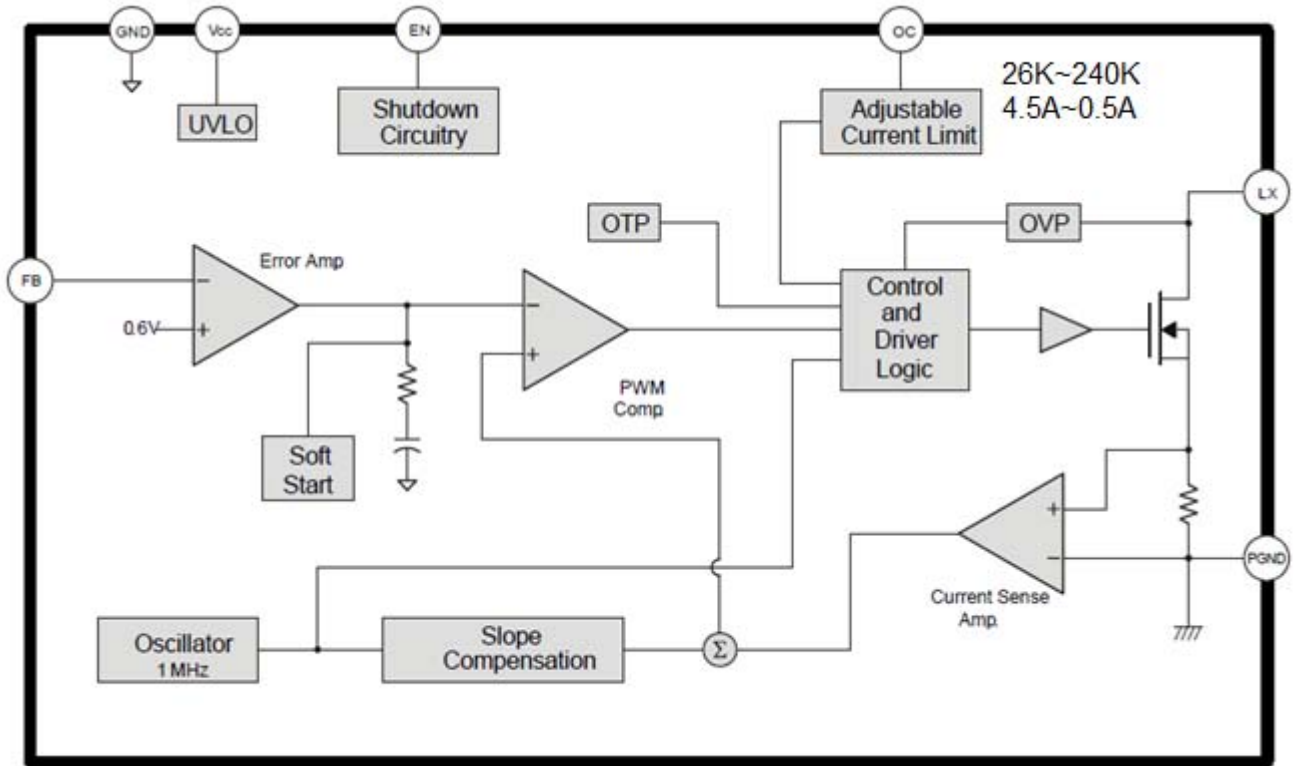 GND
Vcc
EN
OC
UVLO
Shutdown
Circuitry
Adjustable
Current Limit
26K~240K
4.5A~0.5A
LX
OTP
OVP
FB
Error Amp
−
0.6V
+
−
+
PWM
Comp
Control
and
Driver
Logic
Soft
Start
+
−
PGND
Current Sense
Amp.
Oscillator
1 MHz
Slope
Compensation
Σ